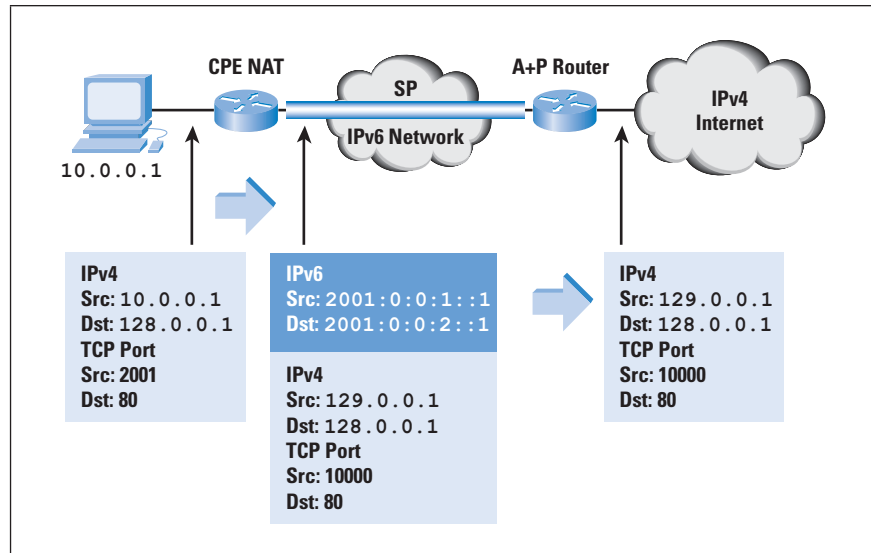 CPE NAT
SP
IPv6 Network
A+P Router
IPv4
Internet
10.0.0.1
IPv4
Src: 10.0.0.1
Dst: 128.0.0.1
TCP Port
Src: 2001
Dst: 80
IPv6
Src: 2001:0:0:1::1
Dst: 2001:0:0:2::1
IPv4
Src: 129.0.0.1
Dst: 128.0.0.1
TCP Port
Src: 10000
Dst: 80
IPv4
Src: 129.0.0.1
Dst: 128.0.0.1
TCP Port
Src: 10000
Dst: 80